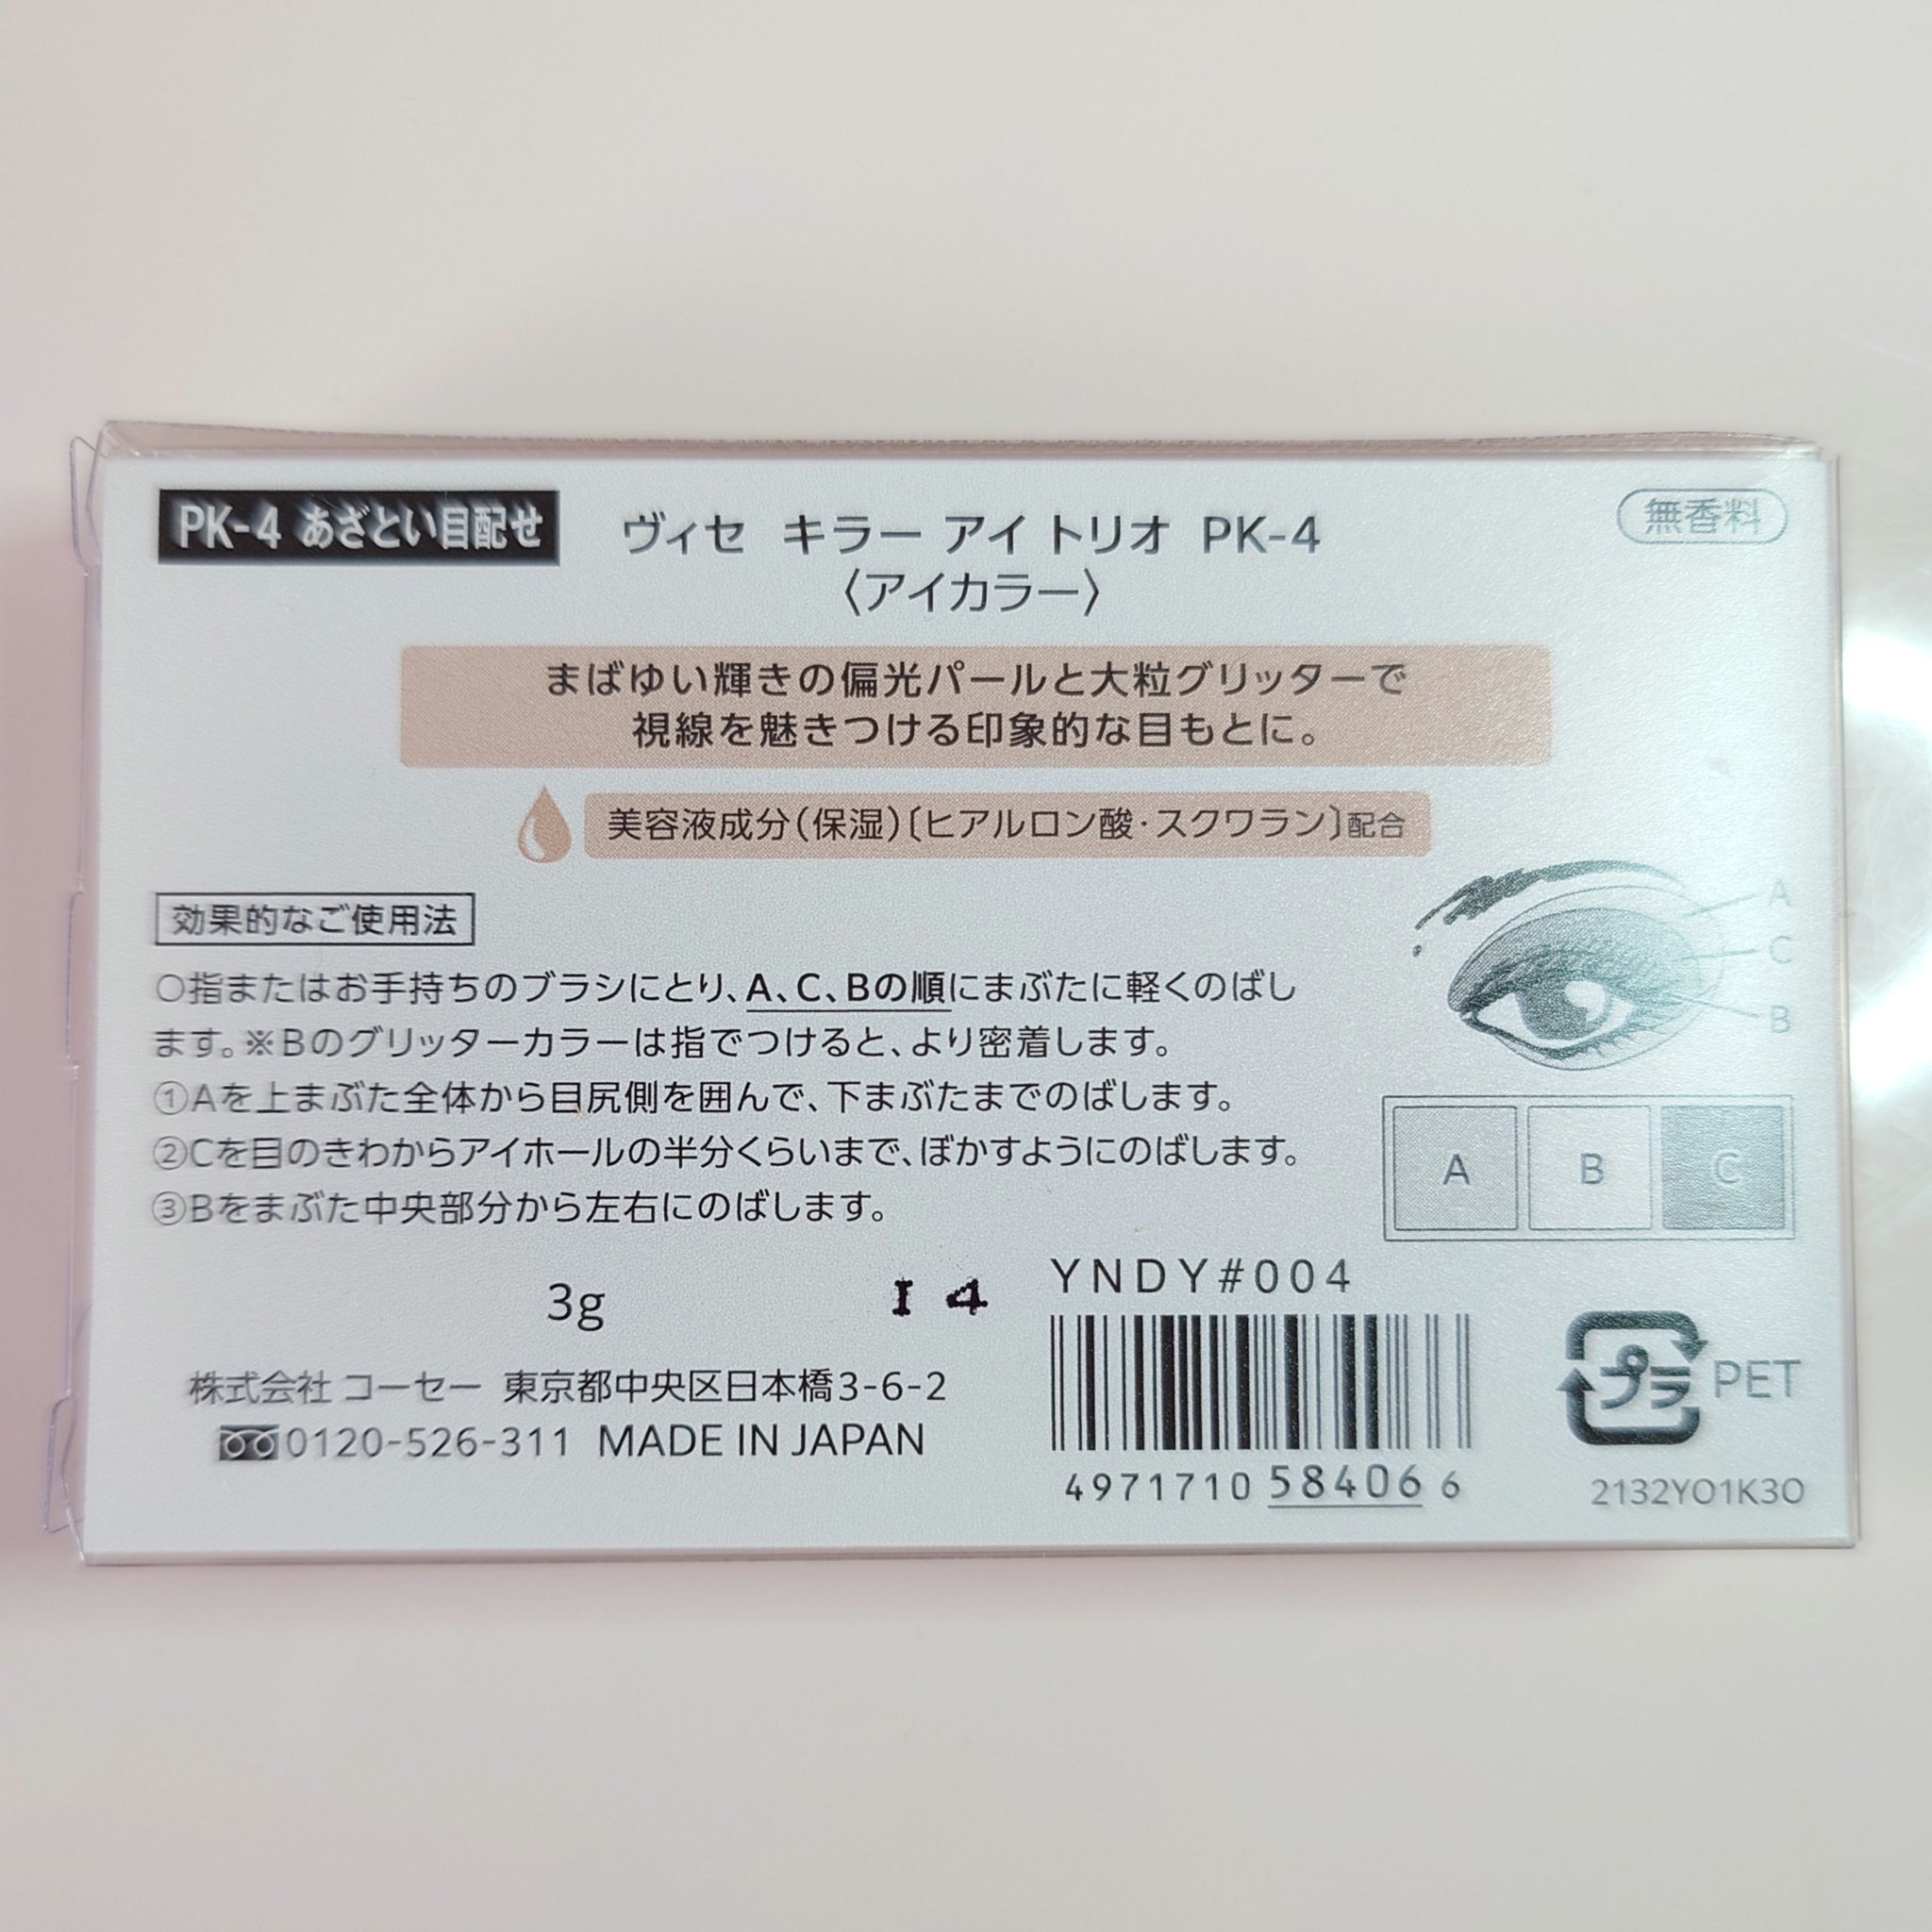 PK-4 あざとい目配せ
ヴィセ キラー アイ トリオ PK-4
〈アイカラー〉
無香料
まばゆい輝きの偏光パールと大粒グリッターで
視線を魅きつける印象的な目もとに。
美容液成分(保湿)〔ヒアルロン酸・スクワラン〕配合
効果的なご使用法
○指またはお手持ちのブラシにとり、A、C、Bの順にまぶたに軽くのばし
ます。※Bのグリッターカラーは指でつけると、より密着します。
①Aを上まぶた全体から目尻側を囲んで、下まぶたまでのばします。
②Cを目のきわからアイホールの半分くらいまで、ぼかすようにのばします。
③Bをまぶた中央部分から左右にのばします。
A
C
B
A B C
3g
I 4
YNDY#004
株式会社 コーセー 東京都中央区日本橋3-6-2
0120-526-311 MADE IN JAPAN
4971710 584066
プラ PET
2132YO1K3O